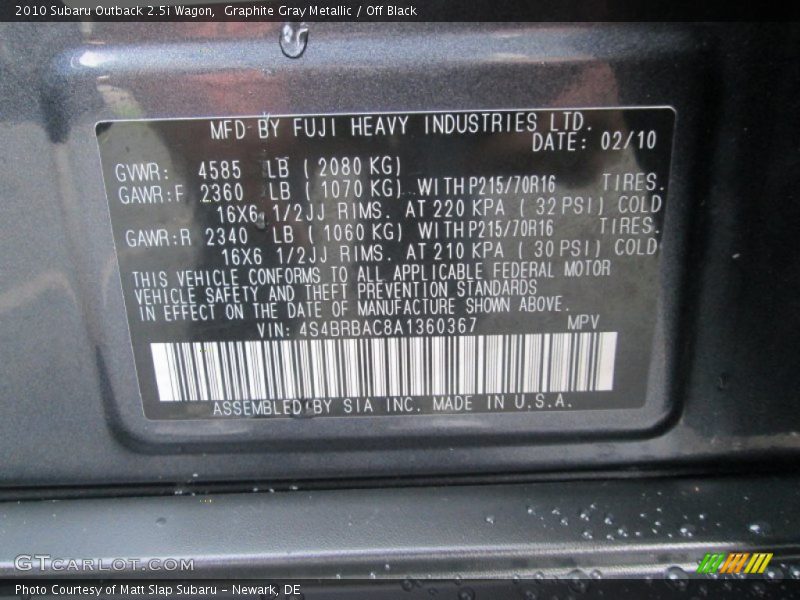 2010 Subaru Outback 2.5i Wagon, Graphite Gray Metallic / Off Black
MFD BY FUJI HEAVY INDUSTRIES LTD.
DATE: 02/10
GVWR: 4585 LB ( 2080 KG)
GAWR:F 2360 LB ( 1070 KG) WITH P215/70R16 TIRES.
16X6 1/2JJ RIMS. AT 220 KPA ( 32 PSI) COLD
GAWR:R 2340 LB ( 1060 KG) WITH P215/70R16 TIRES.
16X6 1/2JJ RIMS. AT 210 KPA ( 30 PSI) COLD
THIS VEHICLE CONFORMS TO ALL APPLICABLE FEDERAL MOTOR
VEHICLE SAFETY AND THEFT PREVENTION STANDARDS
IN EFFECT ON THE DATE OF MANUFACTURE SHOWN ABOVE.
VIN: 4S4BRBAC8A1360367 MPV
ASSEMBLED BY SIA INC. MADE IN U.S.A.
GTCARLOT.COM
Photo Courtesy of Matt Slap Subaru - Newark, DE